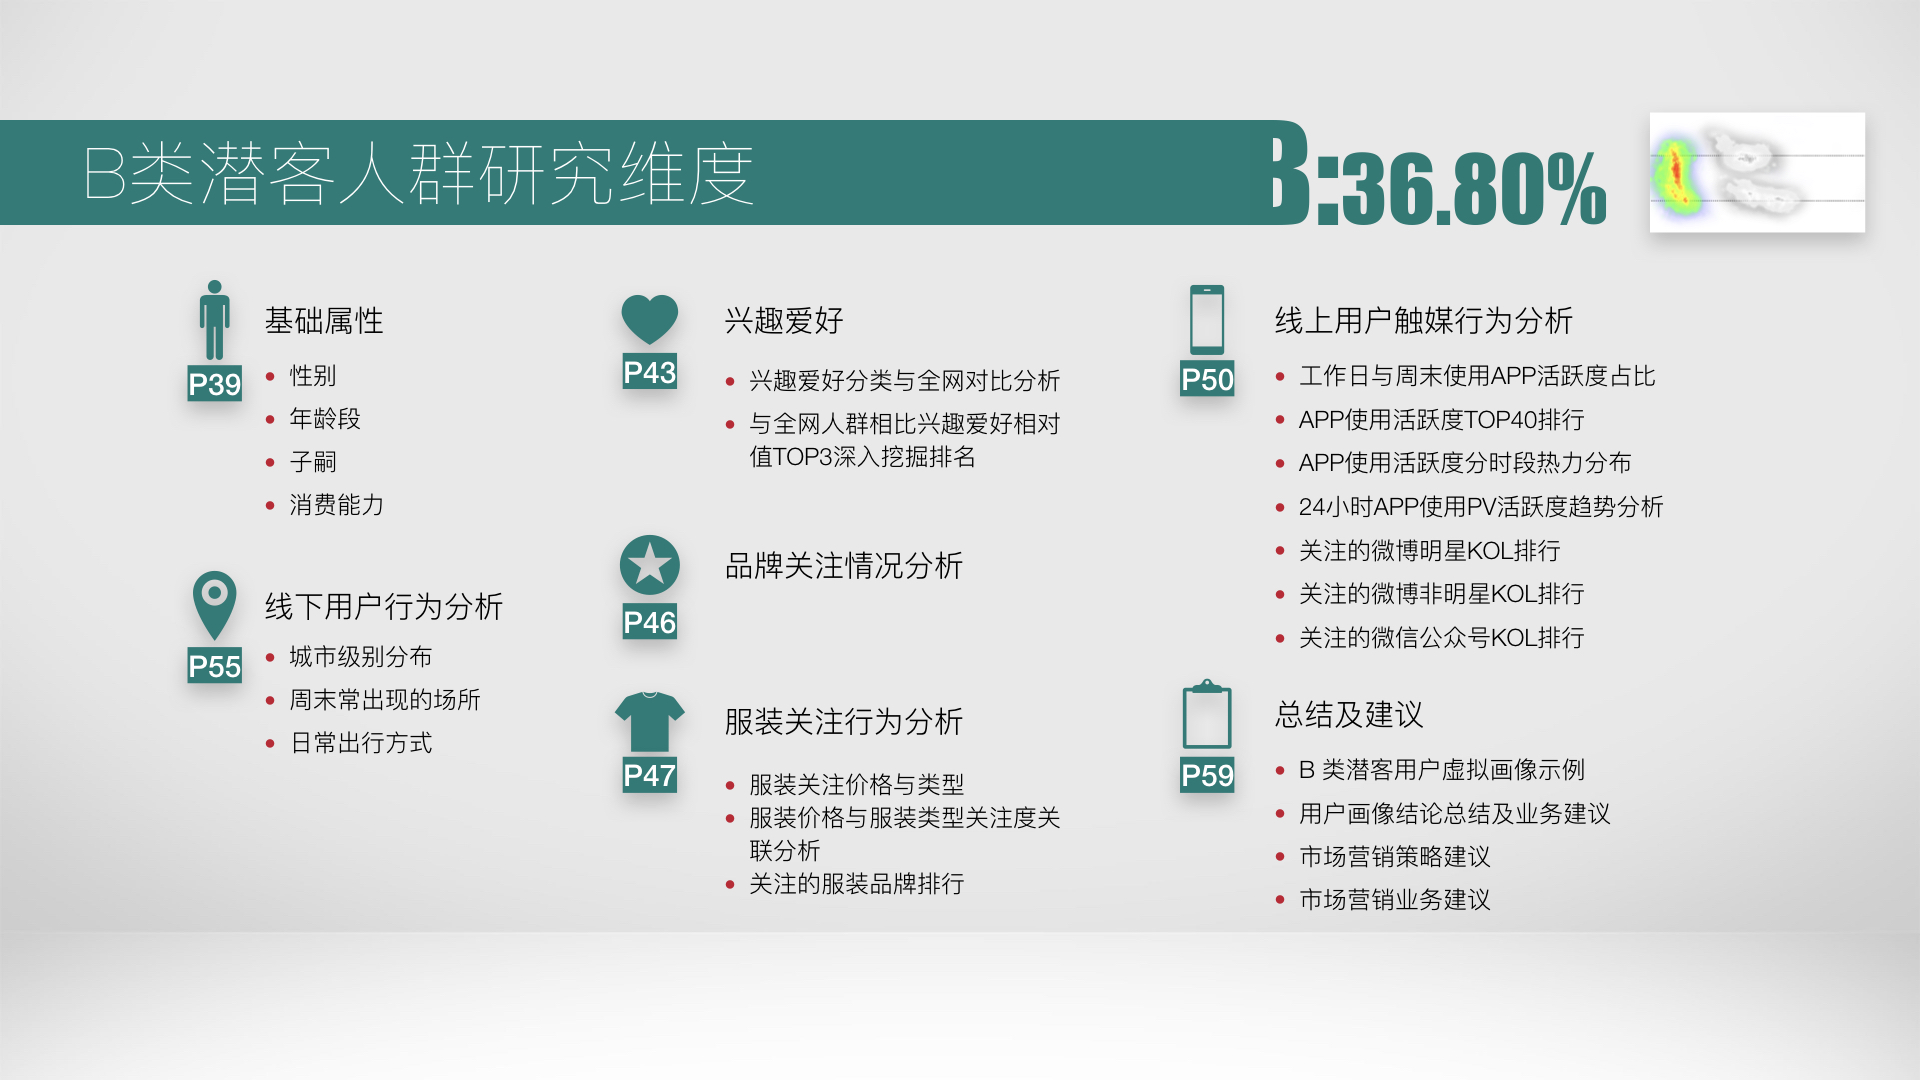 B类潜客人群研究维度
B:36.80%
基础属性
P39
性别
年龄段
子嗣
消费能力
线下用户行为分析
P55
城市级别分布
周末常出现的场所
日常出行方式
兴趣爱好
P43
兴趣爱好分类与全网对比分析
与全网人群相比兴趣爱好相对
值TOP3深入挖掘排名
品牌关注情况分析
P46
服装关注行为分析
P47
服装关注价格与类型
服装价格与服装类型关注度关
联分析
关注的服装品牌排行
线上用户触媒行为分析
P50
工作日与周末使用APP活跃度占比
APP使用活跃度TOP40排行
APP使用活跃度分时段热力分布
24小时APP使用PV活跃度趋势分析
关注的微博明星KOL排行
关注的微博非明星KOL排行
关注的微信公众号KOL排行
总结及建议
P59
B 类潜客用户虚拟画像示例
用户画像结论总结及业务建议
市场营销策略建议
市场营销业务建议